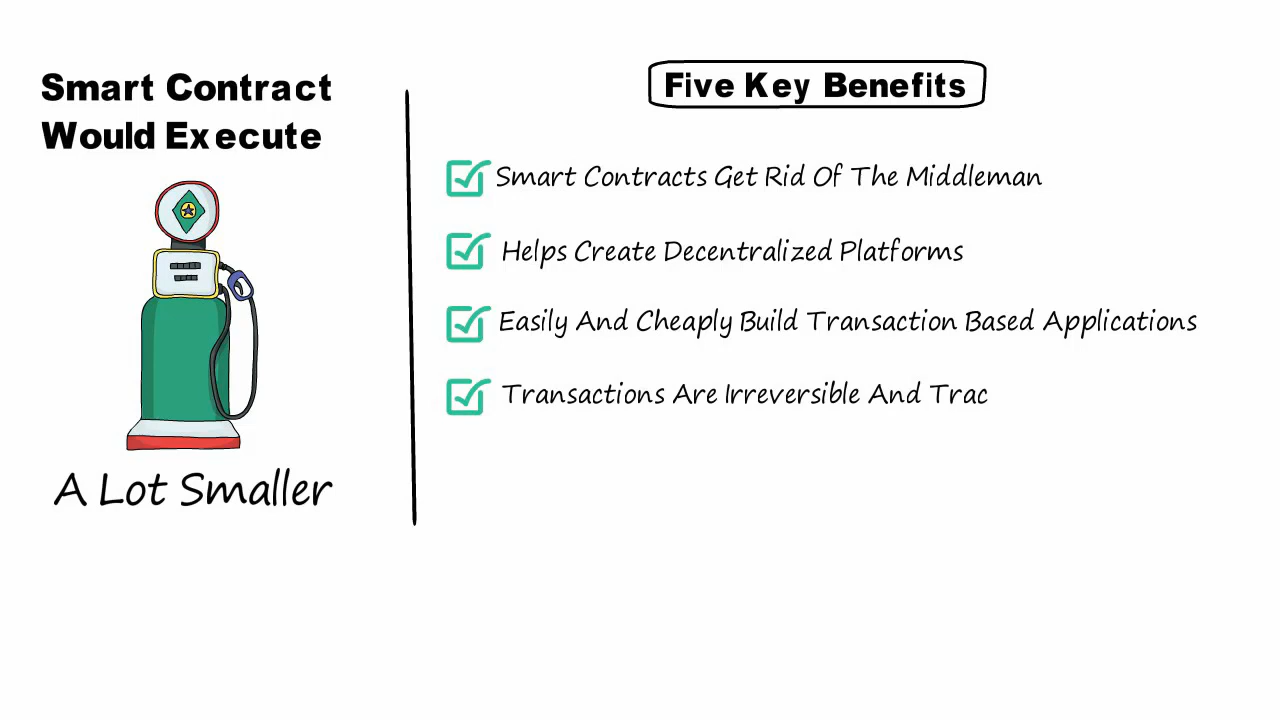 Smart Contract
Would Execute
A Lot Smaller
Five Key Benefits
Smart Contracts Get Rid Of The Middleman
Helps Create Decentralized Platforms
Easily And Cheaply Build Transaction Based Applications
Transactions Are Irreversible And Trac